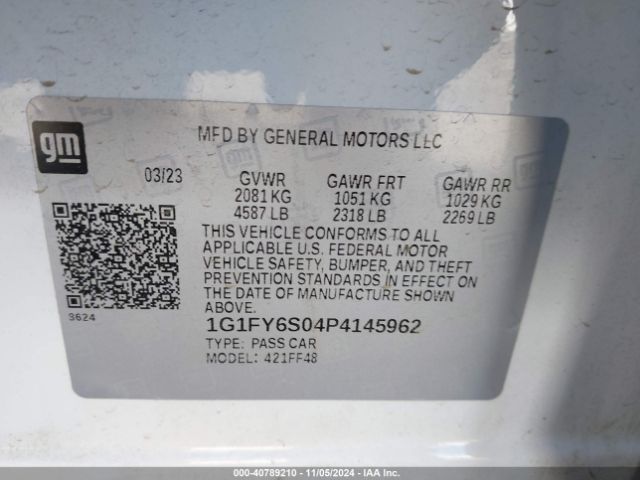 gm
MFD BY GENERAL MOTORS LLC
03/23 GVWR GAWR FRT GAWR RR
2081 KG 1051 KG 1029 KG
4587 LB 2318 LB 2269 LB
THIS VEHICLE CONFORMS TO ALL
APPLICABLE U.S. FEDERAL MOTOR
VEHICLE SAFETY, BUMPER, AND THEFT
PREVENTION STANDARDS IN EFFECT ON
THE DATE OF MANUFACTURE SHOWN
ABOVE.
3624
1G1FY6S04P4145962
TYPE: PASS CAR
MODEL: 421FF48
000-40789210 - 11/05/2024 - IAA Inc.